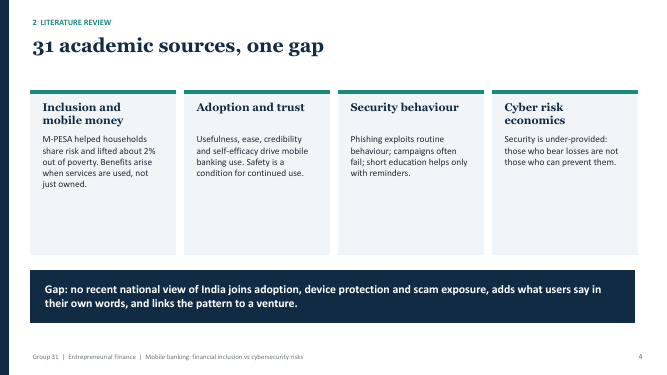 2 LITERATURE REVIEW
31 academic sources, one gap
Inclusion and
mobile money
M-PESA helped households
share risk and lifted about 2%
out of poverty. Benefits arise
when services are used, not
just owned.
Adoption and trust
Usefulness, ease, credibility
and self-efficacy drive mobile
banking use. Safety is a
condition for continued use.
Security behaviour
Phishing exploits routine
behaviour; campaigns often
fail; short education helps only
with reminders.
Cyber risk
economics
Security is under-provided:
those who bear losses are not
those who can prevent them.
Gap: no recent national view of India joins adoption, device protection and scam exposure, adds what users say in
their own words, and links the pattern to a venture.
Group 31 | Entrepreneurial Finance | Mobile banking: financial inclusion vs cybersecurity risks
4